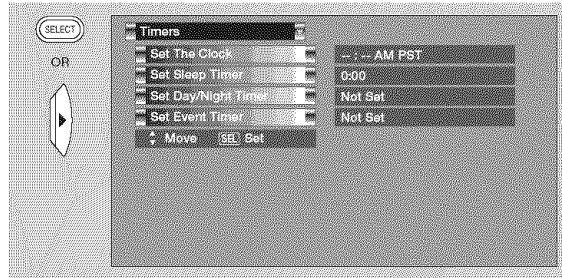 SELECT
OR
Timers
Set The Clock -- : -- AM PST
Set Sleep Timer 0:00
Set Day/Night Timer Not Set
Set Event Timer Not Set
Move SEL Set